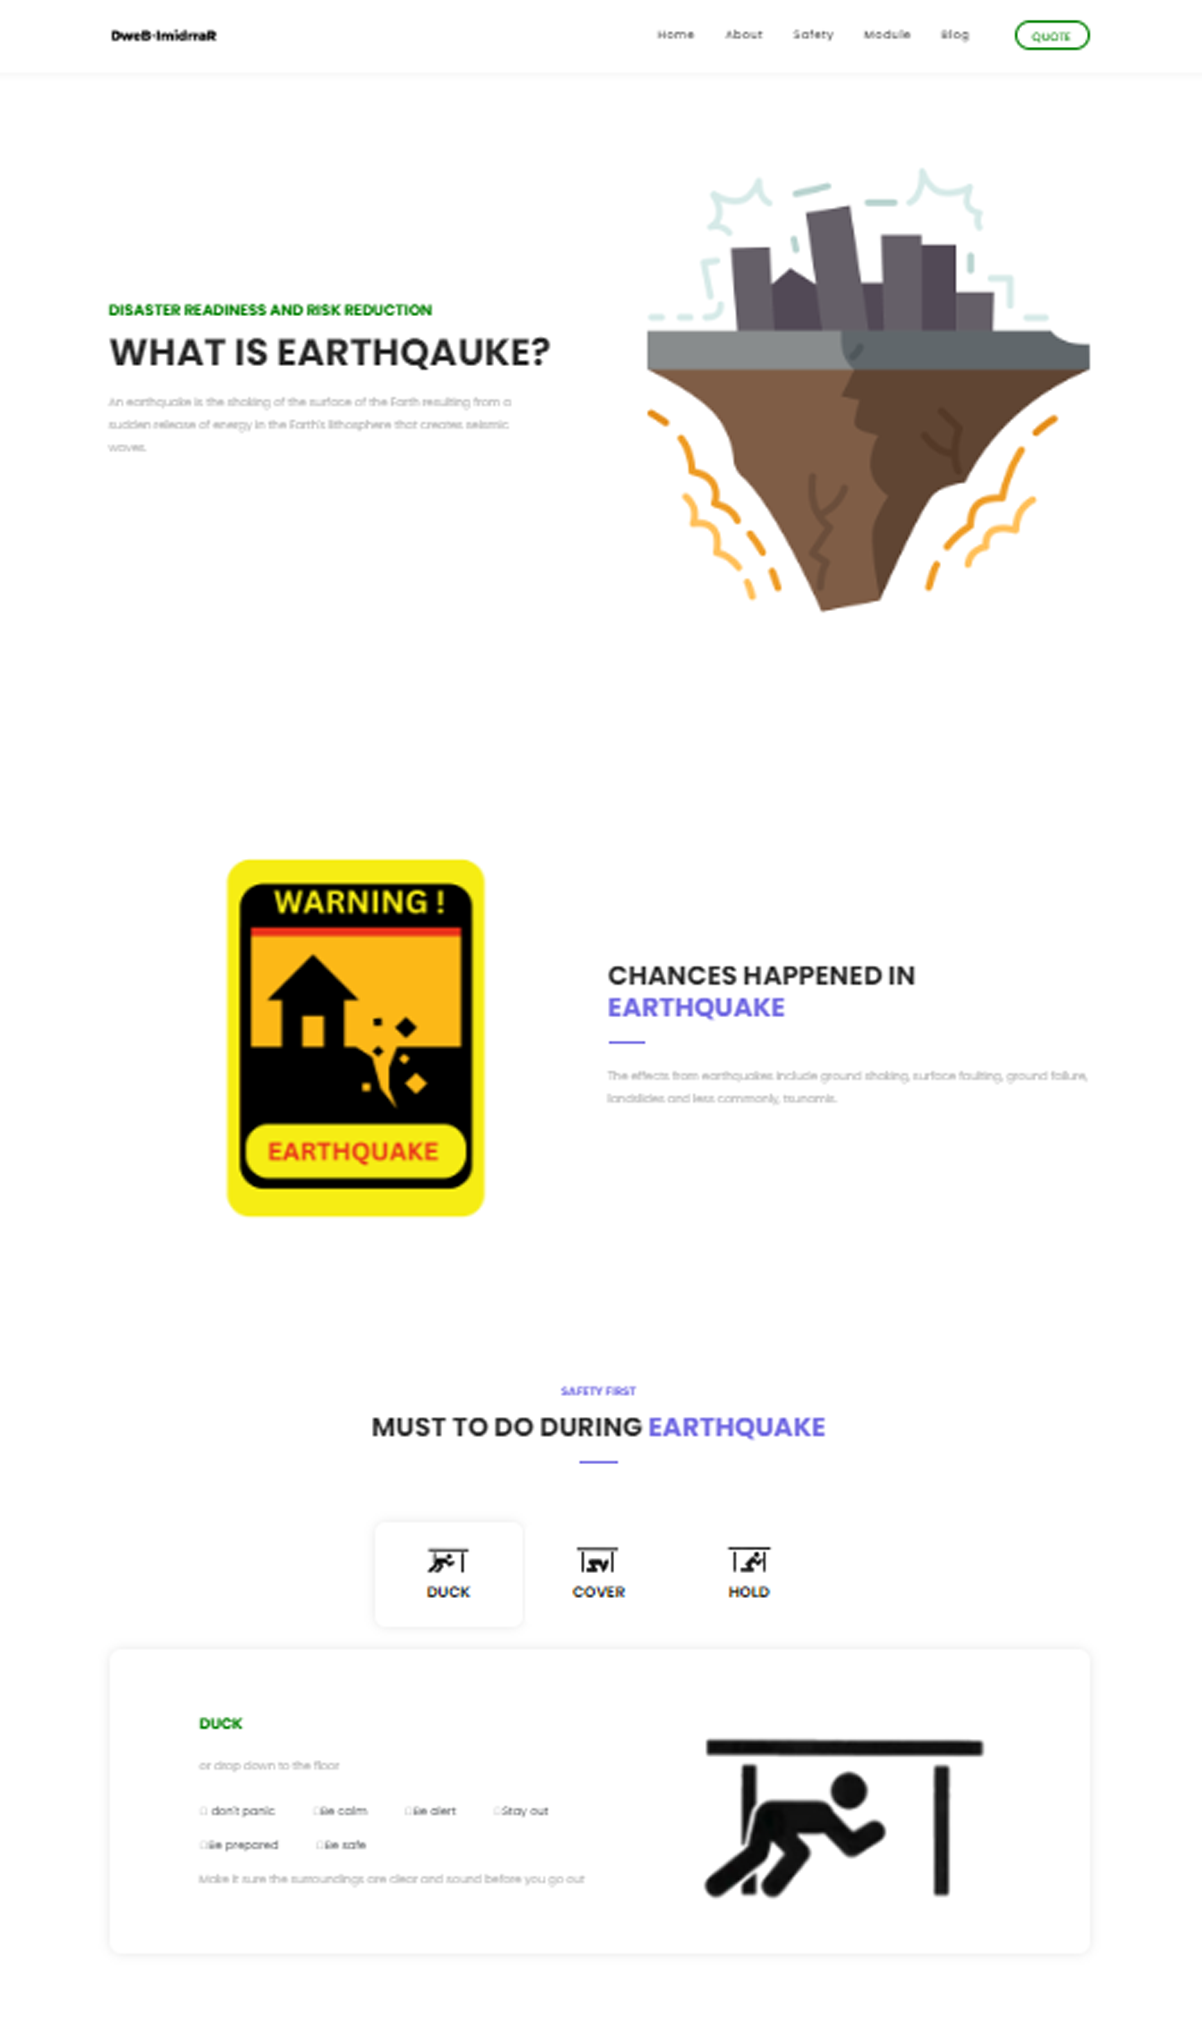 DweB-ImidrraR
Home About Safety Module Blog QUOTE
DISASTER READINESS AND RISK REDUCTION
WHAT IS EARTHQAUKE?
An earthquake is the shaking of the surface of the Earth resulting from a
sudden release of energy in the Earth's lithosphere that creates seismic
waves.
WARNING !
EARTHQUAKE
CHANCES HAPPENED IN
EARTHQUAKE
The effects from earthquakes include ground shaking, surface faulting, ground failure,
landslides and less commonly, tsunamis.
SAFETY FIRST
MUST TO DO DURING EARTHQUAKE
DUCK COVER HOLD
DUCK
or drop down to the floor
don't panic Be calm Be alert Stay out
Be prepared Be safe
Make it sure the surroundings are clear and sound before you go out